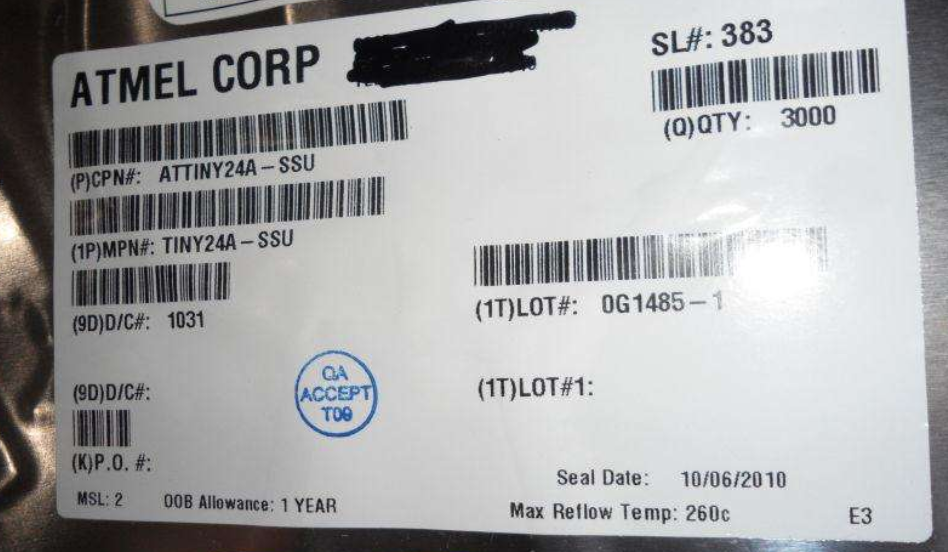 ATMEL CORP
SL#: 383
(Q)QTY: 3000
(P)CPN#: ATTINY24A-SSU
(1P)MPN#: TINY24A-SSU
(9D)D/C#: 1031
(1T)LOT#: 0G1485-1
(9D)D/C#:
(1T)LOT#1:
QA
ACCEPT
T09
(K)P.O. #:
Seal Date: 10/06/2010
MSL: 2 OOB Allowance: 1 YEAR
Max Reflow Temp: 260c
E3